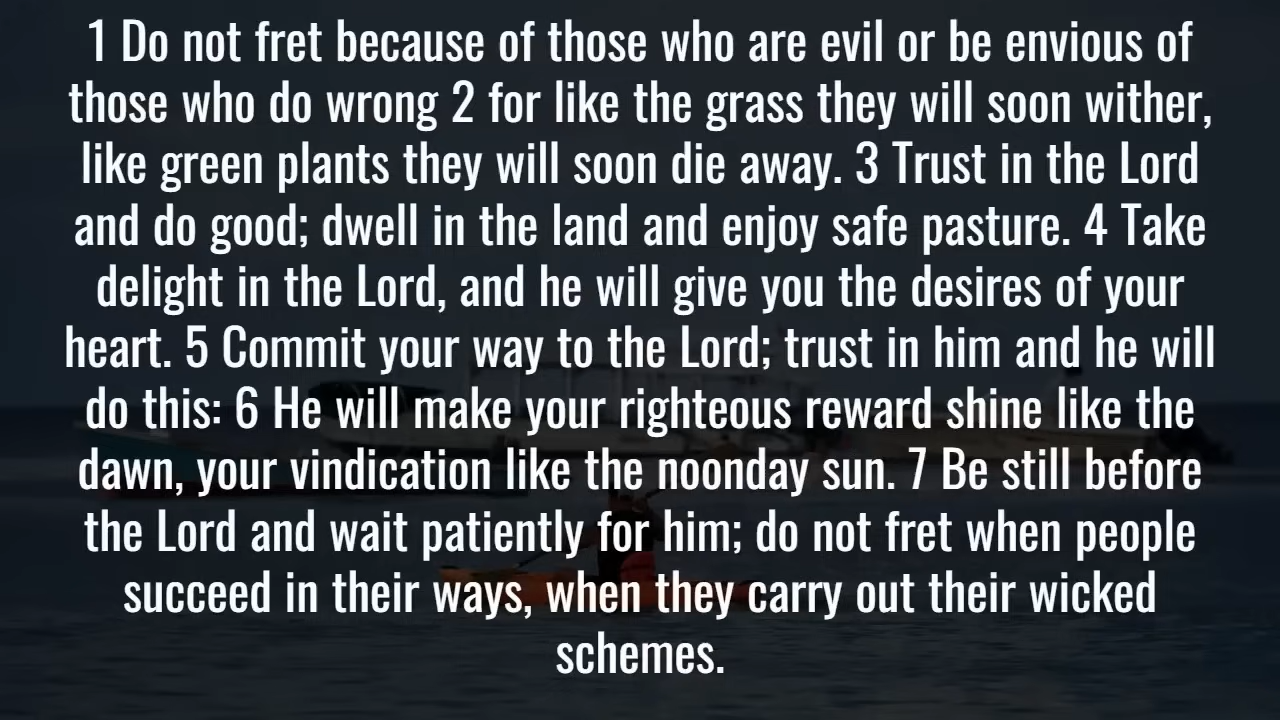 1 Do not fret because of those who are evil or be envious of
those who do wrong 2 for like the grass they will soon wither,
like green plants they will soon die away. 3 Trust in the Lord
and do good; dwell in the land and enjoy safe pasture. 4 Take
delight in the Lord, and he will give you the desires of your
heart. 5 Commit your way to the Lord; trust in him and he will
do this: 6 He will make your righteous reward shine like the
dawn, your vindication like the noonday sun. 7 Be still before
the Lord and wait patiently for him; do not fret when people
succeed in their ways, when they carry out their wicked
schemes.